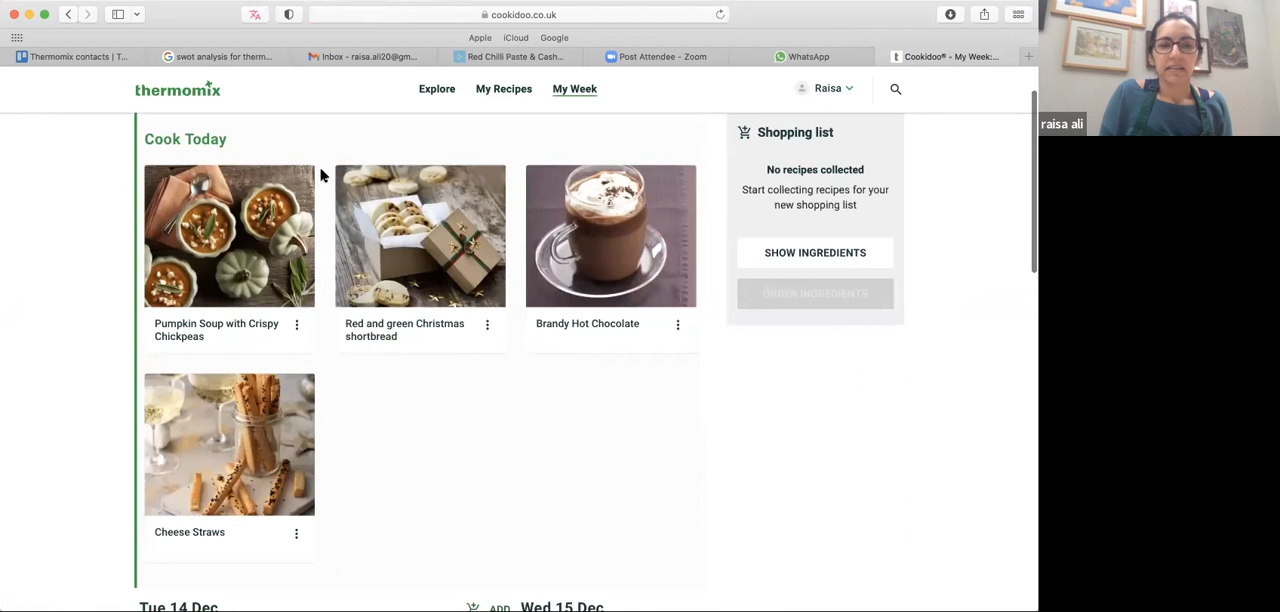 cookidoo.co.uk
Apple iCloud Google
Thermomix contacts | T... swot analysis for therm... Inbox - raisa.ali20@gm... Red Chilli Paste & Cash... Post Attendee - Zoom WhatsApp Cookidoo® - My Week:...
thermomix Explore My Recipes My Week Raisa
raisa ali
Cook Today
Pumpkin Soup with Crispy
Chickpeas
Red and green Christmas
shortbread
Brandy Hot Chocolate
Cheese Straws
Shopping list
No recipes collected
Start collecting recipes for your
new shopping list
SHOW INGREDIENTS
ORDER INGREDIENTS
Tue 14 Dec ADD Wed 15 Dec